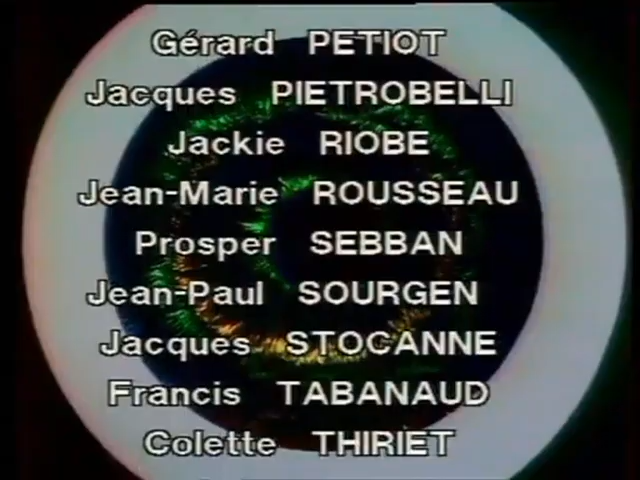 Gérard PETIOT
Jacques PIETROBELLI
Jackie RIOBE
Jean-Marie ROUSSEAU
Prosper SEBBAN
Jean-Paul SOURGEN
Jacques STOCANNE
Francis TABANAUD
Colette THIRIET